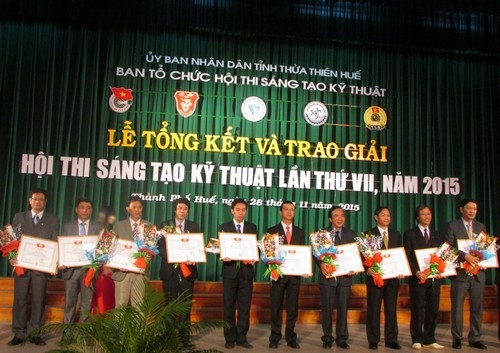 ỦY BAN NHÂN DÂN TỈNH THỪA THIÊN HUẾ
BAN TỔ CHỨC HỘI THI SÁNG TẠO KỸ THUẬT
LỄ TỔNG KẾT VÀ TRAO GIẢI
HỘI THI SÁNG TẠO KỸ THUẬT LẦN THỨ VII, NĂM 2015
Thành Phố Huế, ngày 28 tháng 11 năm 2015